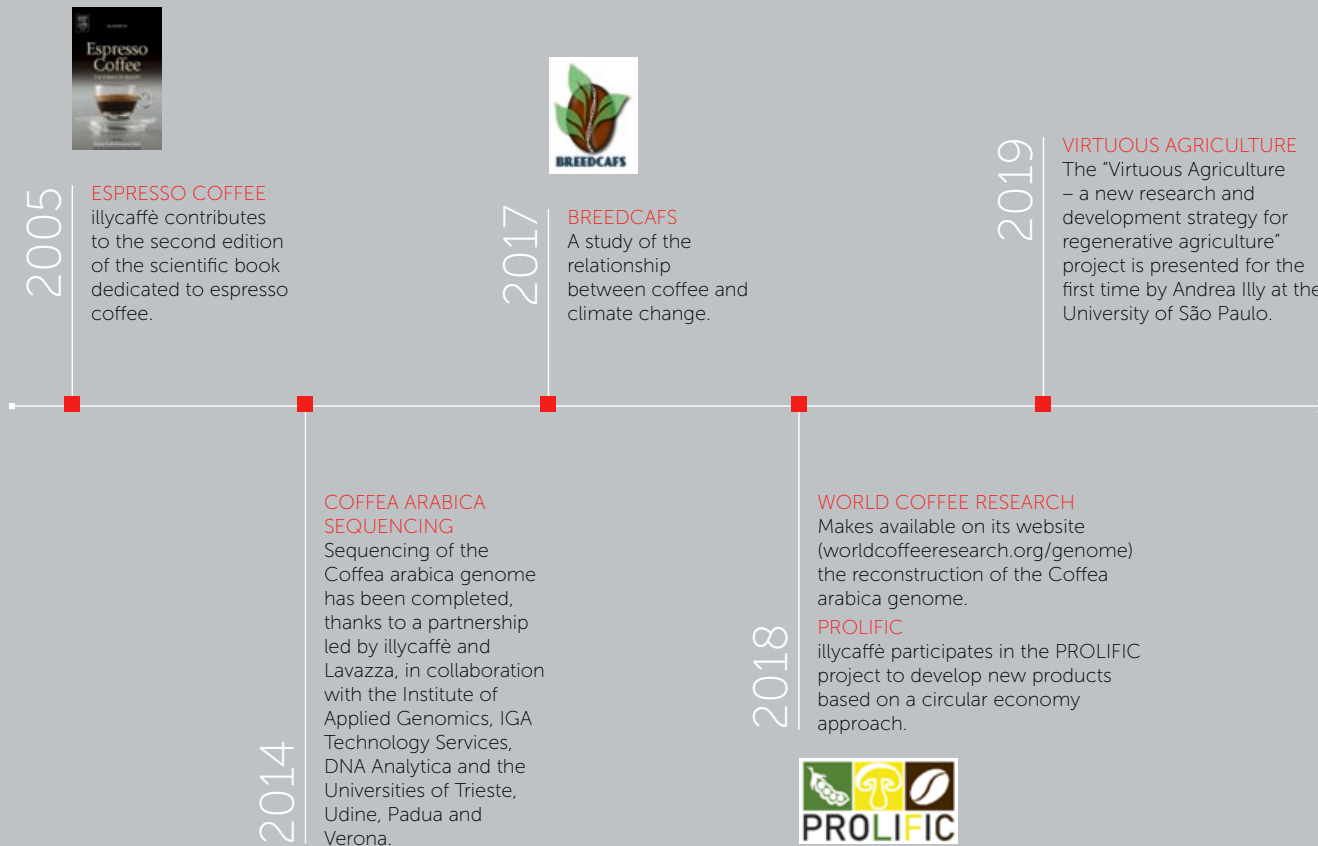 Espresso
Coffee
2005
ESPRESSO COFFEE
illycaffè contributes
to the second edition
of the scientific book
dedicated to espresso
coffee.
2014
COFFEA ARABICA
SEQUENCING
Sequencing of the
Coffea arabica genome
has been completed,
thanks to a partnership
led by illycaffè and
Lavazza, in collaboration
with the Institute of
Applied Genomics, IGA
Technology Services,
DNA Analytica and the
Universities of Trieste,
Udine, Padua and
Verona.
BREEDCAFS
2017
BREEDCAFS
A study of the
relationship
between coffee and
climate change.
2018
WORLD COFFEE RESEARCH
Makes available on its website
(worldcoffeeresearch.org/genome)
the reconstruction of the Coffea
arabica genome.
PROLIFIC
illycaffè participates in the PROLIFIC
project to develop new products
based on a circular economy
approach.
PROLIFIC
2019
VIRTUOUS AGRICULTURE
The "Virtuous Agriculture
– a new research and
development strategy for
regenerative agriculture"
project is presented for the
first time by Andrea Illy at the
University of São Paulo.